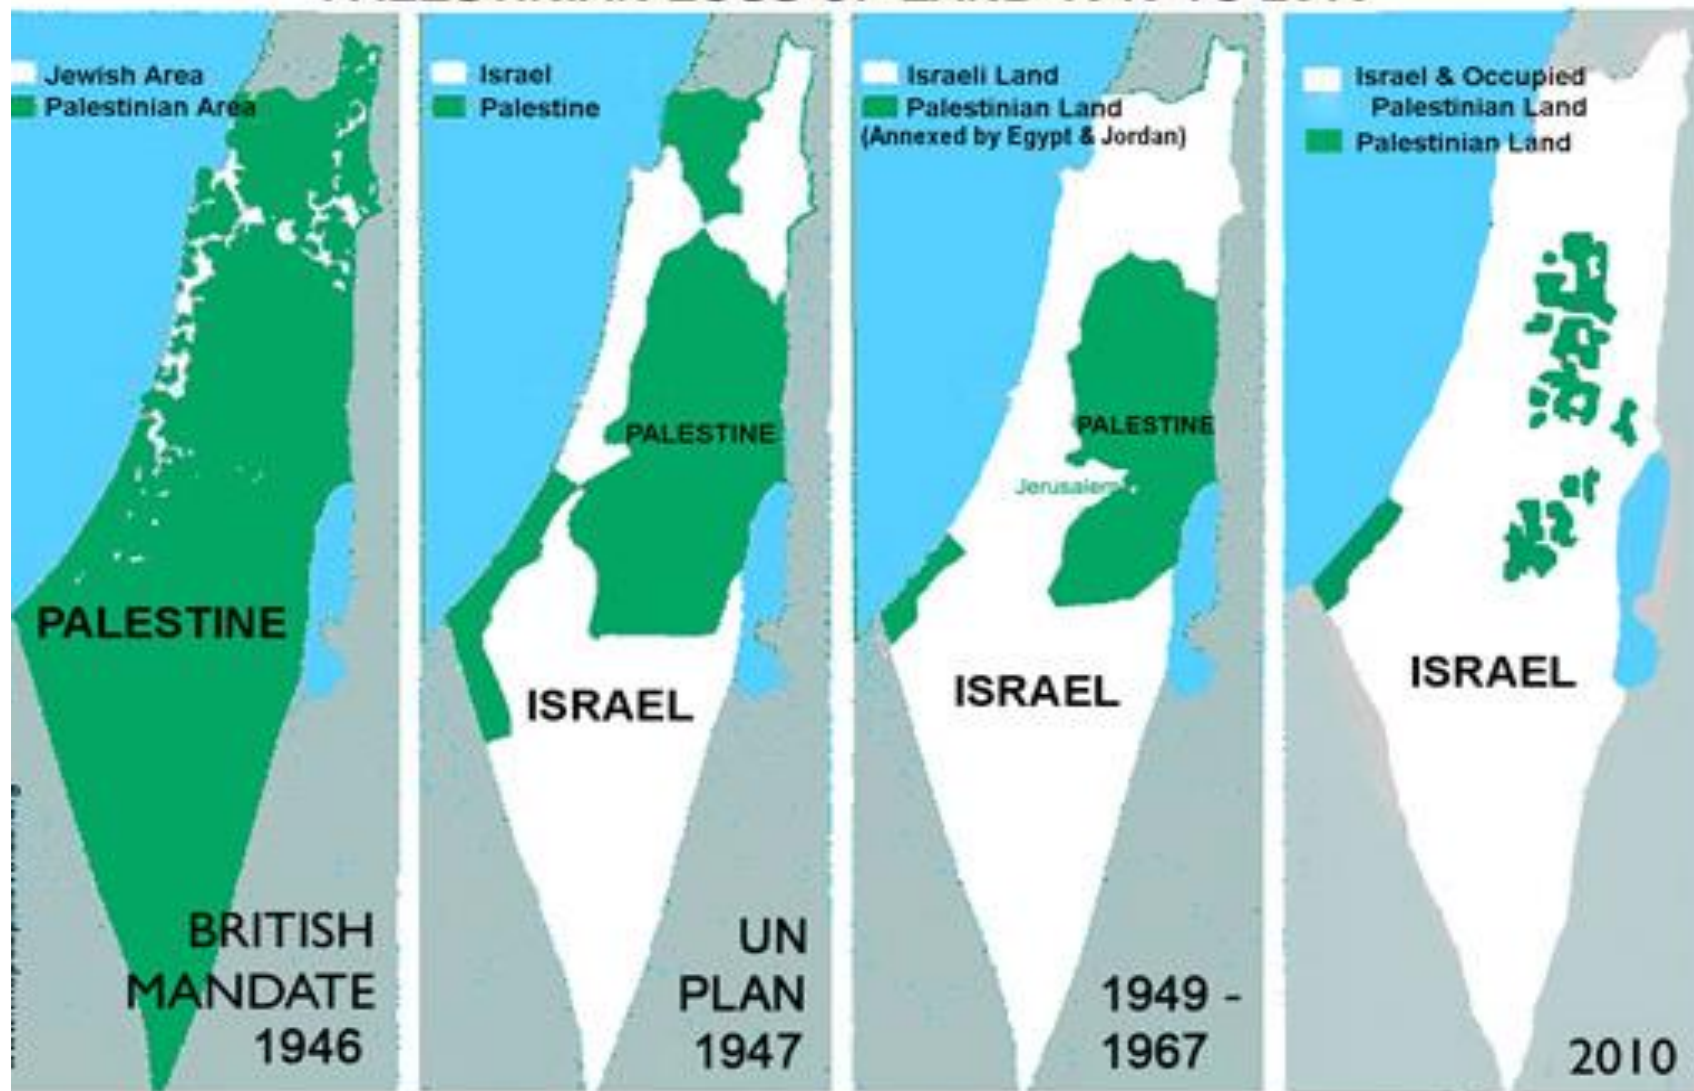 Jewish Area
Palestinian Area
PALESTINE
BRITISH
MANDATE
1946
Israel
Palestine
PALESTINE
ISRAEL
UN
PLAN
1947
Israeli Land
Palestinian Land
(Annexed by Egypt & Jordan)
PALESTINE
Jerusalem
ISRAEL
1949 -
1967
Israel & Occupied
Palestinian Land
Palestinian Land
ISRAEL
2010